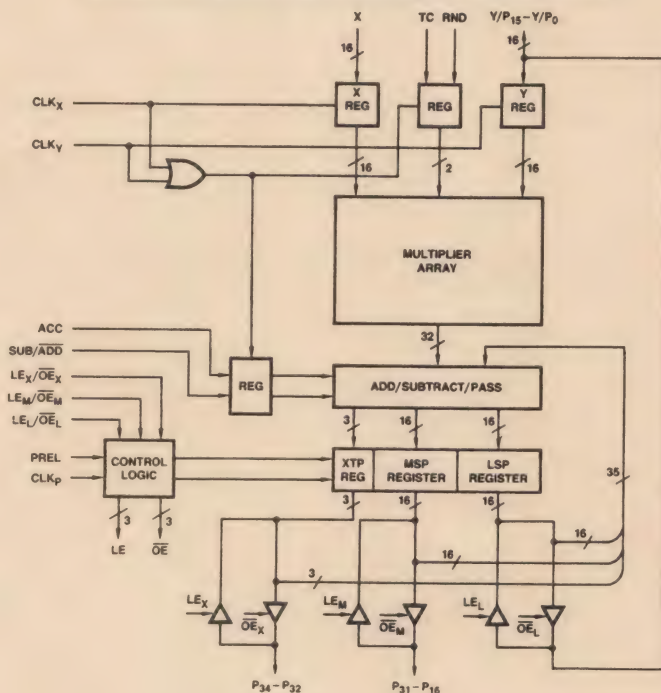 X
TC RND
Y/P15–Y/P0
16
16
CLKX
X REG
REG
Y REG
CLKY
16
2
16
MULTIPLIER
ARRAY
ACC
32
SUB/ADD
REG
ADD/SUBTRACT/PASS
LEX/OEX
LEM/OEM
LEL/OEL
3
16
16
PREL
CLKP
CONTROL
LOGIC
XTP
REG
MSP
REGISTER
LSP
REGISTER
35
3
3
3
16
16
LE
OE
16
16
3
LEX
OEX
LEM
OEM
LEL
OEL
P34–P32
P31–P16